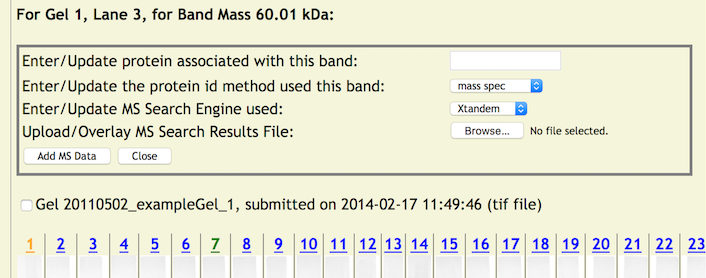 For Gel 1, Lane 3, for Band Mass 60.01 kDa:
Enter/Update protein associated with this band:
Enter/Update the protein id method used this band: mass spec
Enter/Update MS Search Engine used: Xtandem
Upload/Overlay MS Search Results File: Browse... No file selected.
Add MS Data Close
Gel 20110502_exampleGel_1, submitted on 2014-02-17 11:49:46 (tif file)
1 2 3 4 5 6 7 8 9 10 11 12 13 14 15 16 17 18 19 20 21 22 23